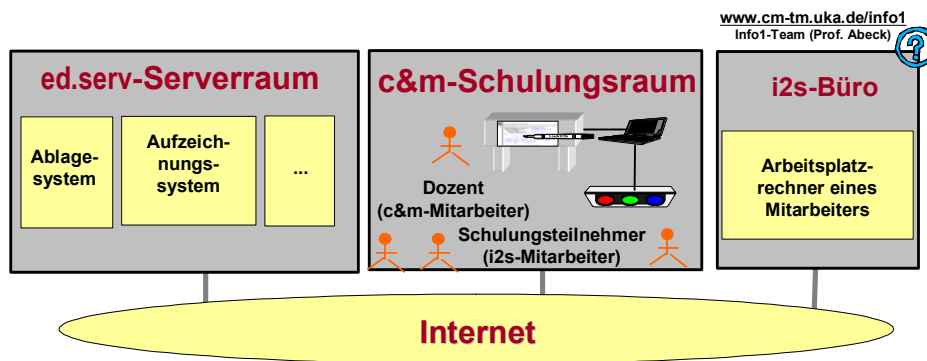 www.cm-tm.uka.de/info1
Info1-Team (Prof. Abeck)
ed.serv-Serverraum
Ablage-
system
Aufzeich-
nungs-
system
...
c&m-Schulungsraum
Dozent
(c&m-Mitarbeiter)
Schulungsteilnehmer
(i2s-Mitarbeiter)
i2s-Büro
Arbeitsplatz-
rechner eines
Mitarbeiters
Internet